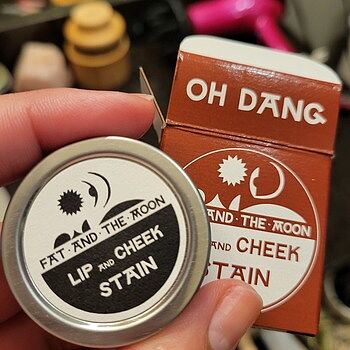 OH DANG
FAT·AND·THE·MOON
LIP AND CHEEK
STAIN
AND·THE·MOON
AND CHEEK
STAIN